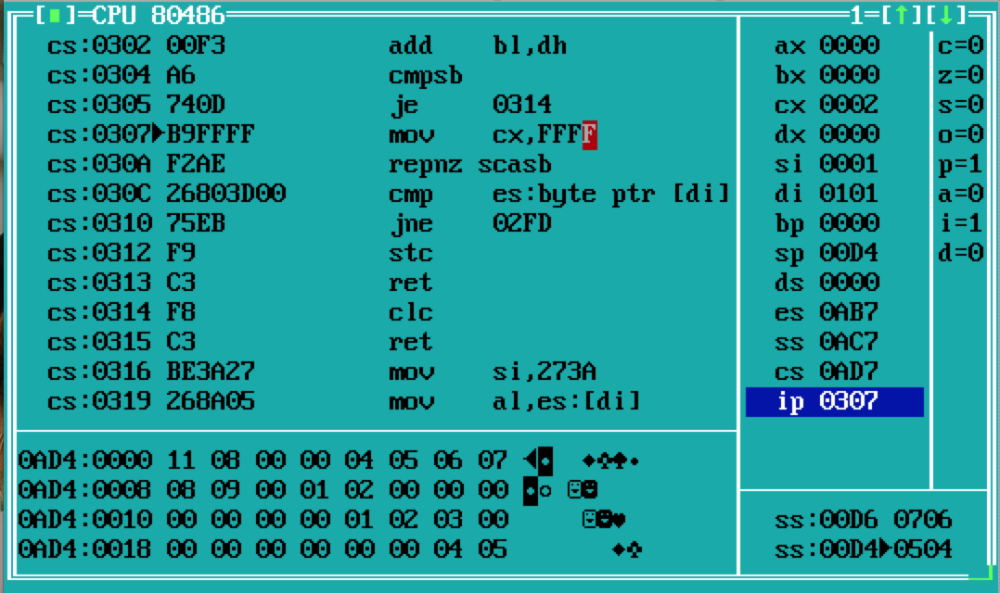 [■]=CPU 80486 1=[↑][↓]
cs:0302 00F3 add bl,dh ax 0000 c=0
cs:0304 A6 cmpsb bx 0000 z=0
cs:0305 740D je 0314 cx 0002 s=0
cs:0307►B9FFFF mov cx,FFFF dx 0000 o=0
cs:030A F2AE repnz scasb si 0001 p=1
cs:030C 26803D00 cmp es:byte ptr [di] di 0101 a=0
cs:0310 75EB jne 02FD bp 0000 i=1
cs:0312 F9 stc sp 00D4 d=0
cs:0313 C3 ret ds 0000
cs:0314 F8 clc es 0AB7
cs:0315 C3 ret ss 0AC7
cs:0316 BE3A27 mov si,273A cs 0AD7
cs:0319 268A05 mov al,es:[di] ip 0307
0AD4:0000 11 08 00 00 04 05 06 07 ◄◘ ♦♣♠•
0AD4:0008 08 09 00 01 02 00 00 00 ◘○ ☺☻
0AD4:0010 00 00 00 00 01 02 03 00 ☺☻♥ ss:00D6 0706
0AD4:0018 00 00 00 00 00 00 04 05 ♦♣ ss:00D4►0504